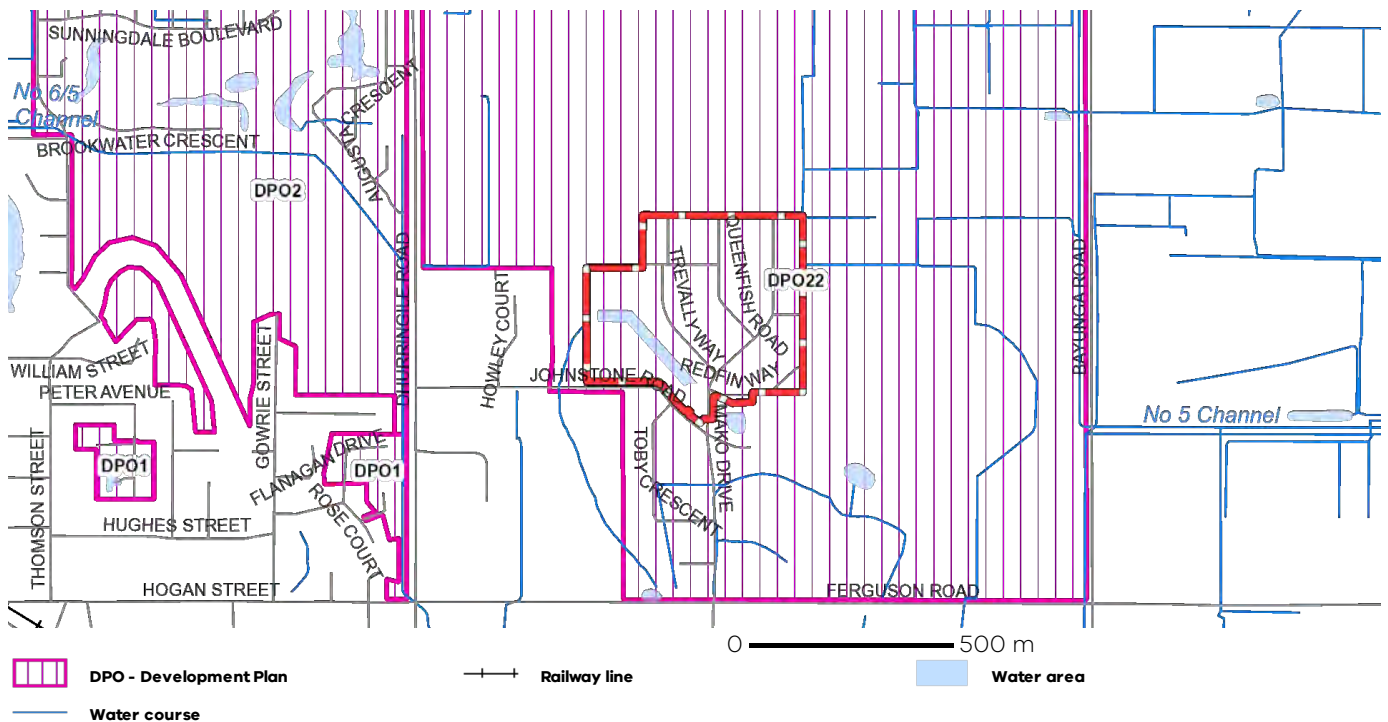 SUNNINGDALE BOULEVARD
No 6/5
Channel
BROOKWATER CRESCENT
AUGUSTA CRESCENT
DPO2
DHURRINGILE ROAD
QUEENFISH ROAD
TREVALLY WAY
DPO22
BAYUNGA ROAD
HOWLEY COURT
WILLIAM STREET
PETER AVENUE
GOWRIE STREET
JOHNSTONE ROAD
REDFIN WAY
No 5 Channel
THOMSON STREET
DPO1
FLANAGAN DRIVE
DPO1
MAKO DRIVE
TOBY CRESCENT
ROSE COURT
HUGHES STREET
HOGAN STREET
FERGUSON ROAD
0 500 m
DPO - Development Plan
Railway line
Water area
Water course